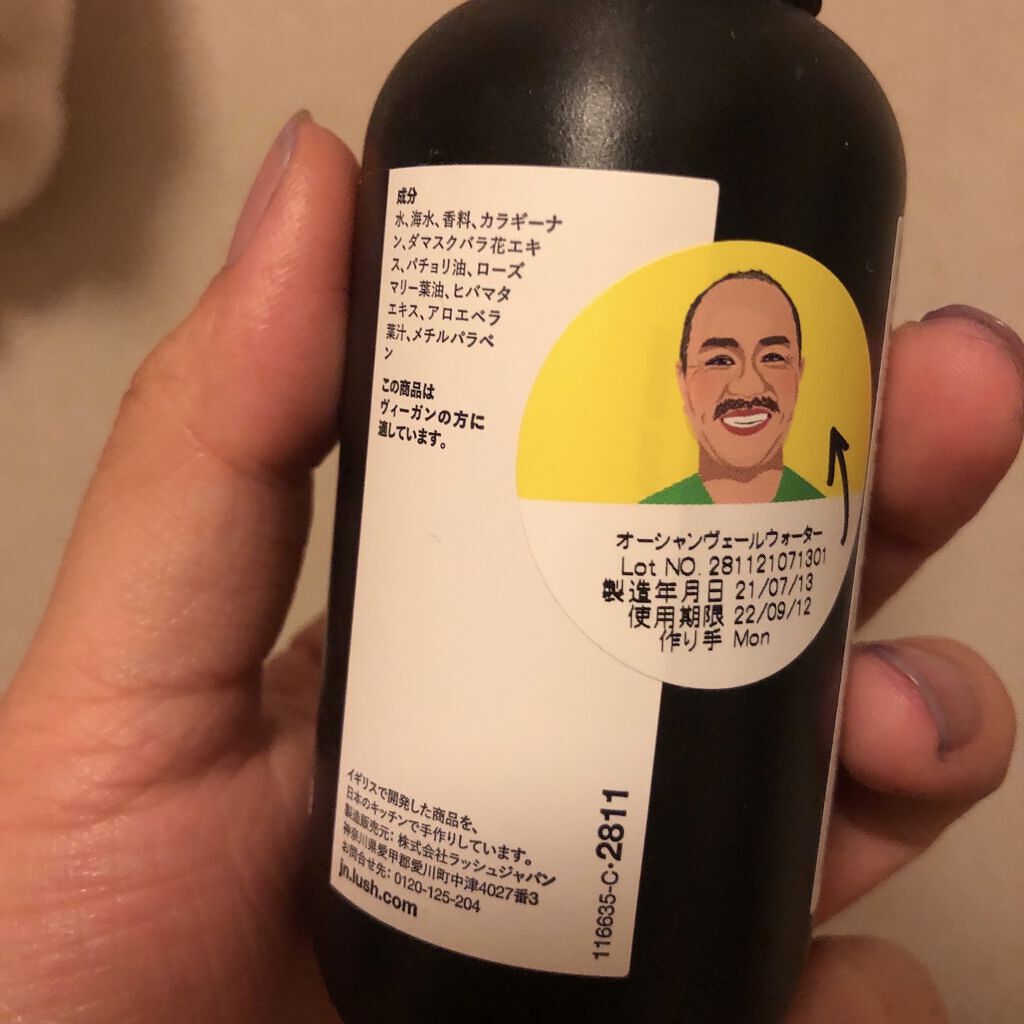 成分
水、海水、香料、カラギーナ
ン、ダマスクバラ花エキ
ス、パチョリ油、ローズ
マリー葉油、ヒバマタ
エキス、アロエベラ
葉汁、メチルパラベ
ン
この商品は
ヴィーガンの方に
適しています。
オーシャンヴェールウォーター
Lot NO. 281121071301
製造年月日 21/07/13
使用期限 22/09/12
作り手 Mon
イギリスで開発した商品を、
日本のキッチンで手作りしています。
製造販売元: 株式会社ラッシュジャパン
神奈川県愛甲郡愛川町中津4027番3
お問合せ先: 0120-125-204
jn.lush.com
116635-C・2811